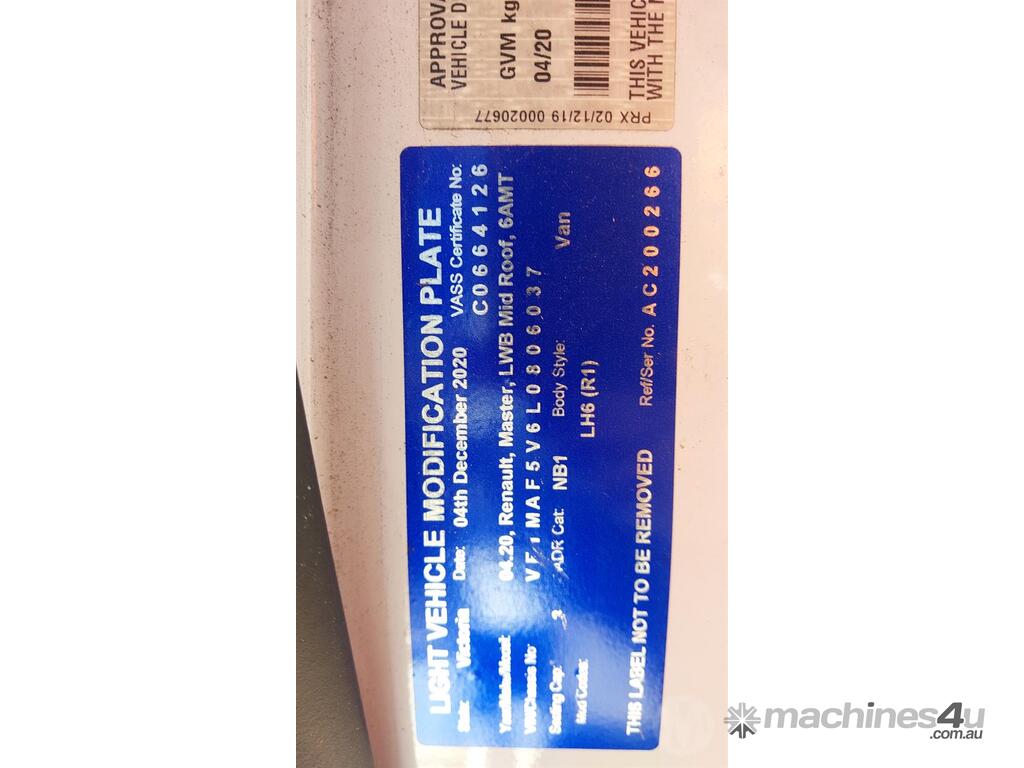 APPROVA
VEHICLE D
GVM kg
04/20
THIS VEHIC
WITH THE
PRX 02/12/19 00020677
LIGHT VEHICLE MODIFICATION PLATE
State: Victoria Date: 04th December 2020 VASS Certificate No:
C0664126
Year/Make/Model: 04.20, Renault, Master, LWB Mid Roof, 6AMT
VIN/Chassis No: VF1MAF5V6L0806037
Seating Cap: 3 ADR Cat: NB1 Body Style: Van
Mod Codes: LH6 (R1)
THIS LABEL NOT TO BE REMOVED Ref/Ser No. AC200266
machines4u
.com.au